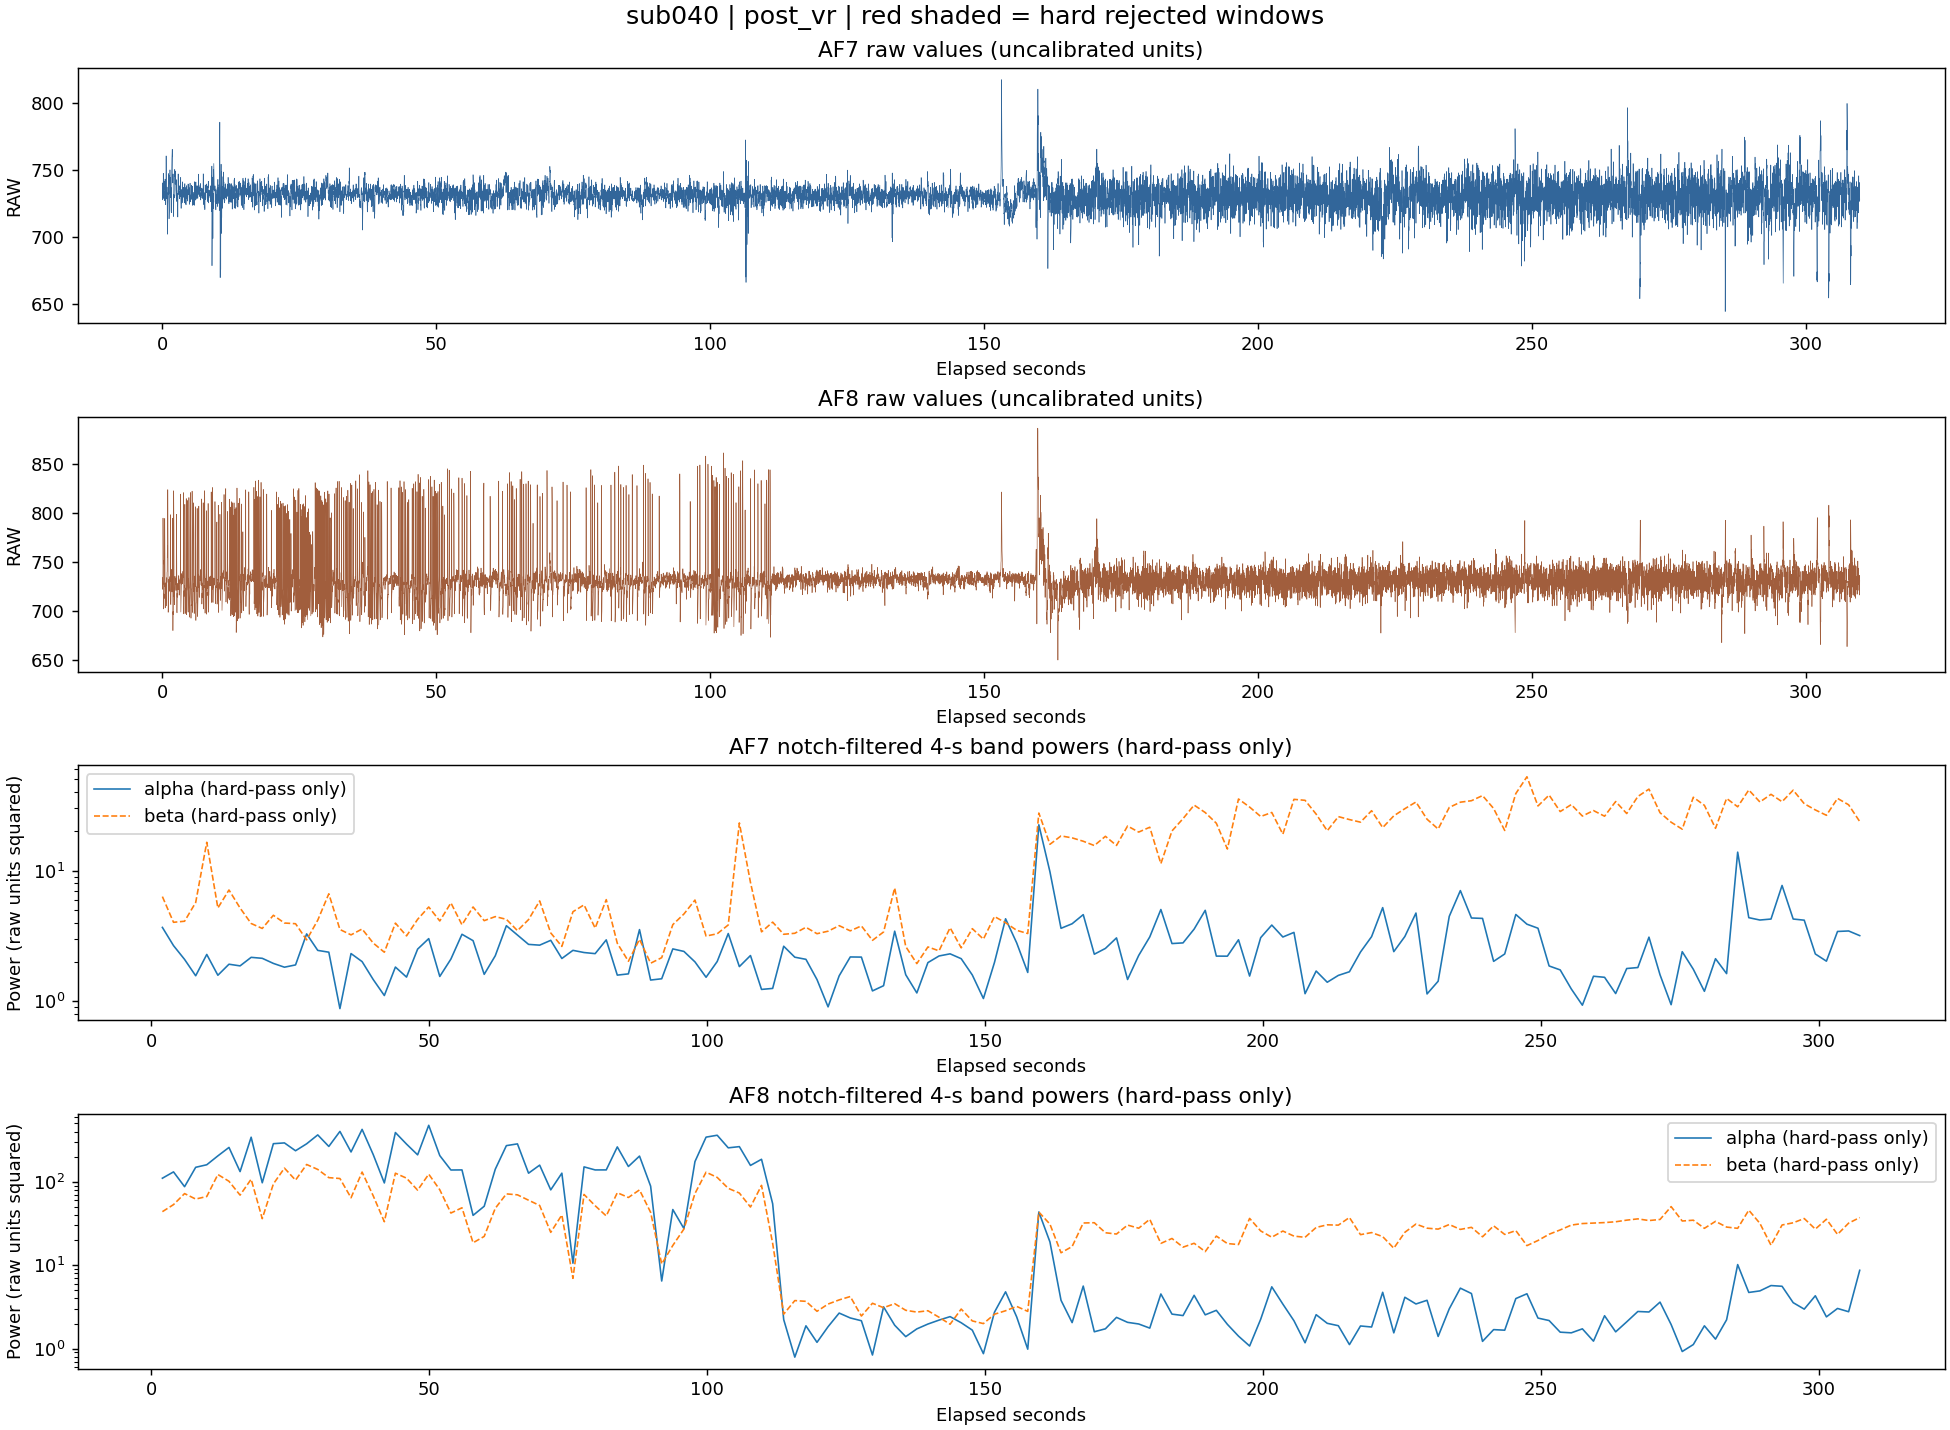 sub040 | post_vr | red shaded = hard rejected windows
AF7 raw values (uncalibrated units)
RAW
800
750
700
650
0 50 100 150 200 250 300
Elapsed seconds
AF8 raw values (uncalibrated units)
RAW
850
800
750
700
650
0 50 100 150 200 250 300
Elapsed seconds
AF7 notch-filtered 4-s band powers (hard-pass only)
Power (raw units squared)
alpha (hard-pass only)
beta (hard-pass only)
10¹
10⁰
0 50 100 150 200 250 300
Elapsed seconds
AF8 notch-filtered 4-s band powers (hard-pass only)
Power (raw units squared)
alpha (hard-pass only)
beta (hard-pass only)
10²
10¹
10⁰
0 50 100 150 200 250 300
Elapsed seconds